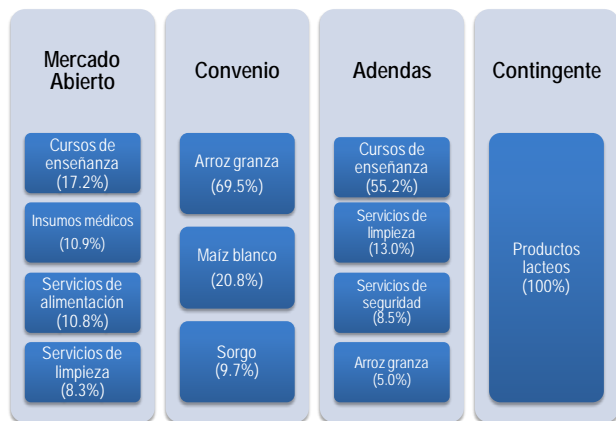 Mercado
Abierto
Cursos de
enseñanza
(17.2%)
Insumos médicos
(10.9%)
Servicios de
alimentación
(10.8%)
Servicios de
limpieza
(8.3%)
Convenio
Arroz granza
(69.5%)
Maíz blanco
(20.8%)
Sorgo
(9.7%)
Adendas
Cursos de
enseñanza
(55.2%)
Servicios de
limpieza
(13.0%)
Servicios de
seguridad
(8.5%)
Arroz granza
(5.0%)
Contingente
Productos
lacteos
(100%)